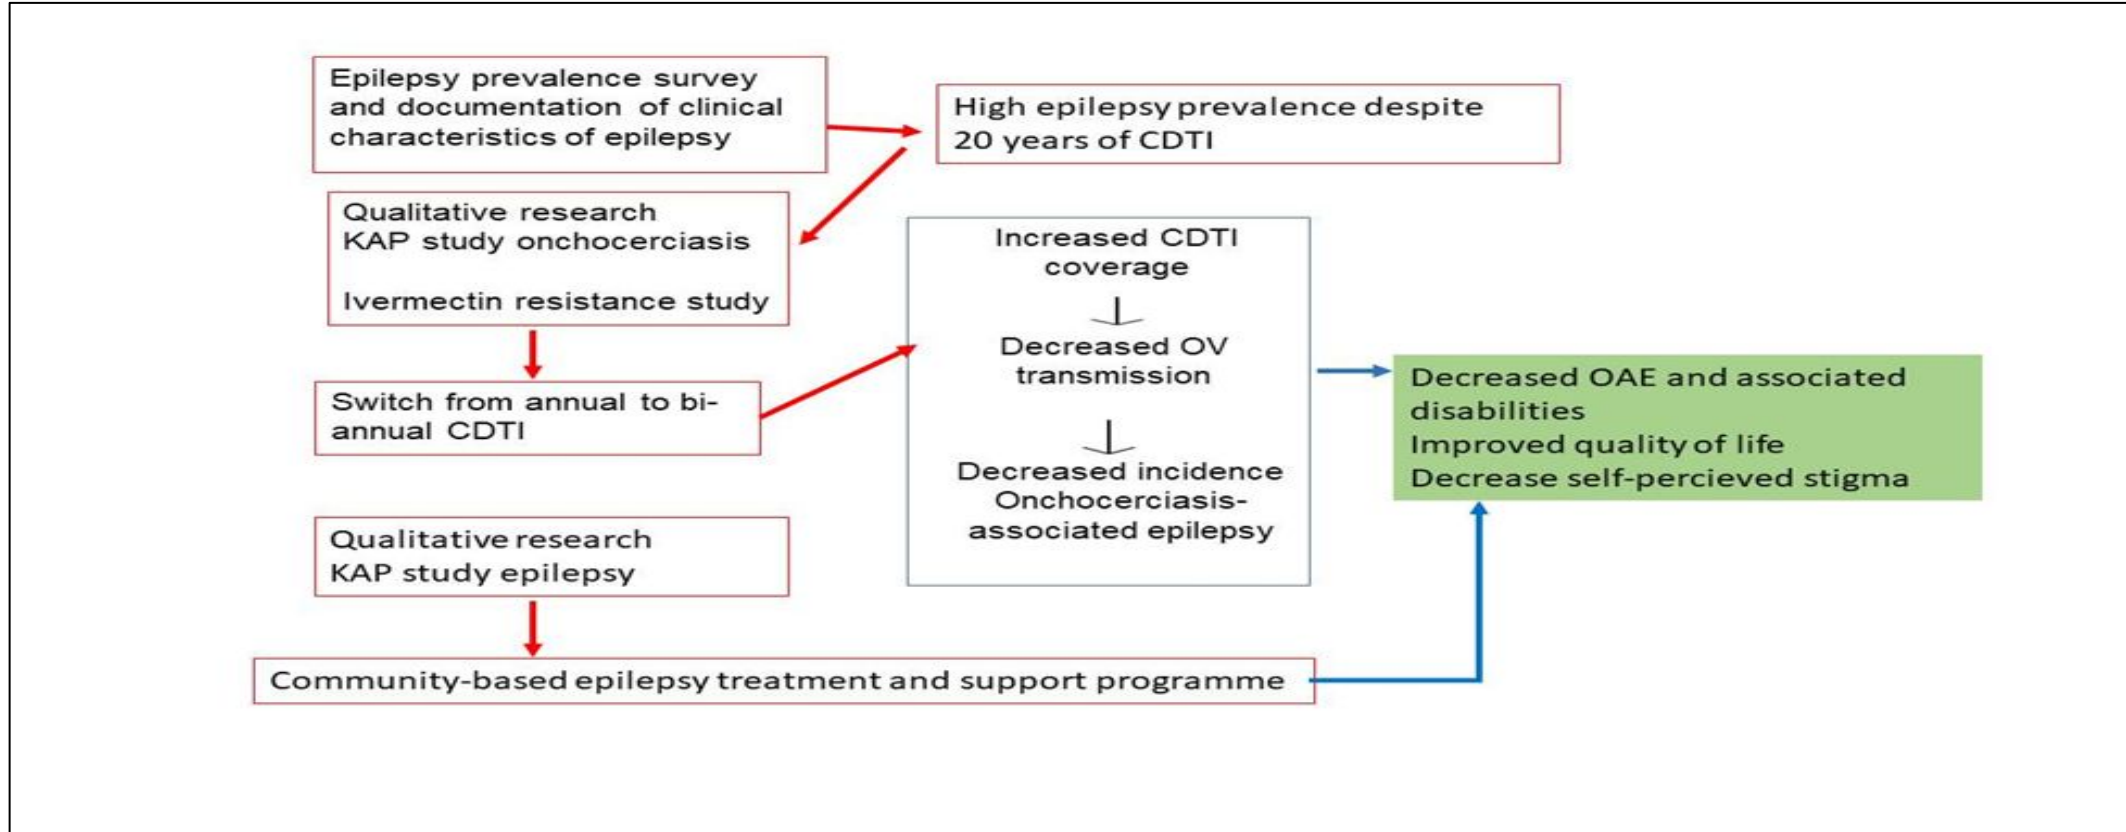 Epilepsy prevalence survey
and documentation of clinical
characteristics of epilepsy
High epilepsy prevalence despite
20 years of CDTI
Qualitative research
KAP study onchocerciasis
Ivermectin resistance study
Switch from annual to bi-
annual CDTI
Increased CDTI
coverage
Decreased OV
transmission
Decreased incidence
Onchocerciasis-
associated epilepsy
Decreased OAE and associated
disabilities
Improved quality of life
Decrease self-percieved stigma
Qualitative research
KAP study epilepsy
Community-based epilepsy treatment and support programme